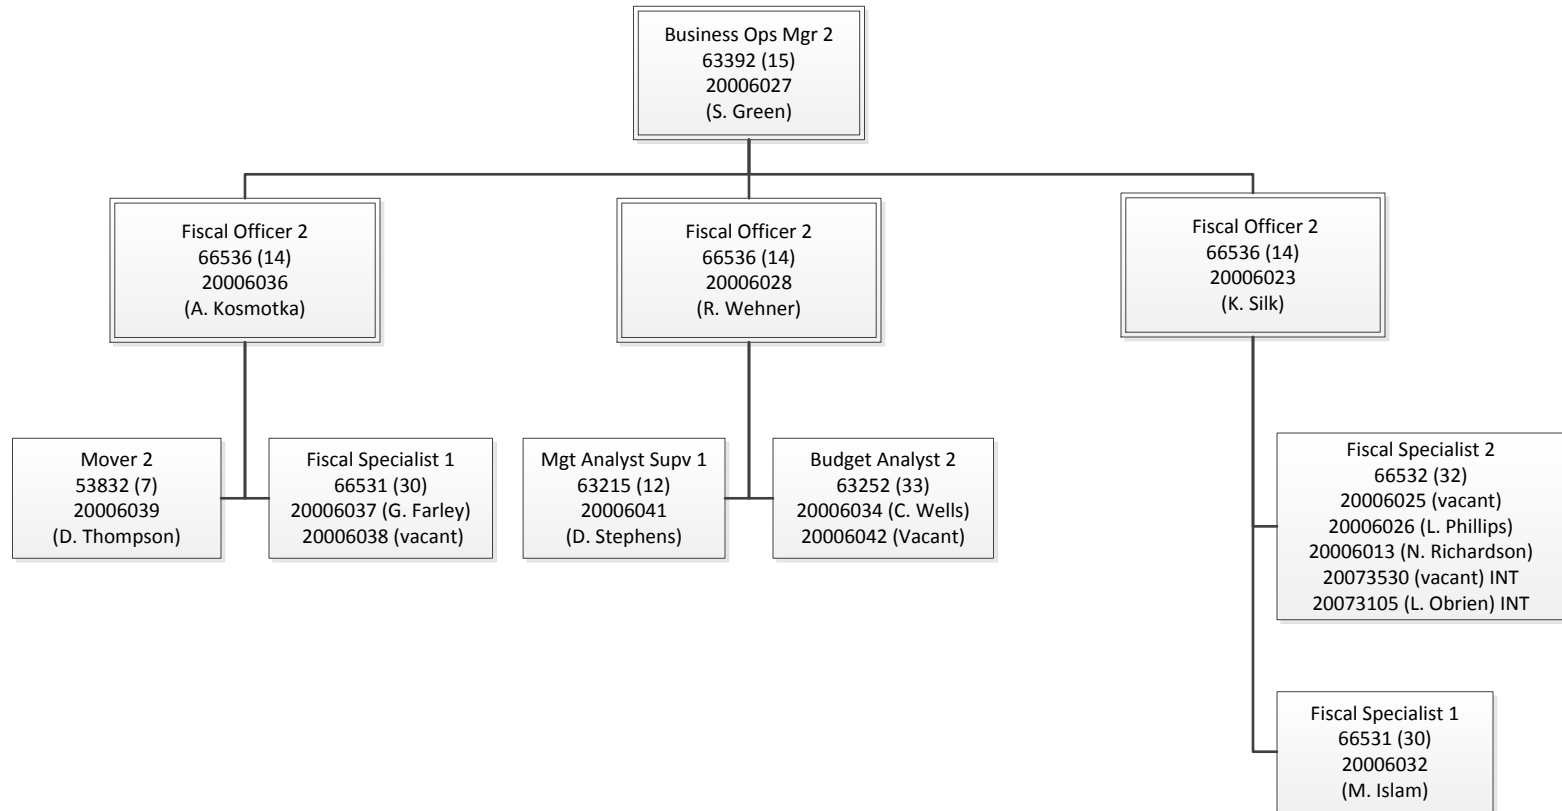 Business Ops Mgr 2
63392 (15)
20006027
(S. Green)
Fiscal Officer 2
66536 (14)
20006036
(A. Kosmotka)
Fiscal Officer 2
66536 (14)
20006028
(R. Wehner)
Fiscal Officer 2
66536 (14)
20006023
(K. Silk)
Mover 2
53832 (7)
20006039
(D. Thompson)
Fiscal Specialist 1
66531 (30)
20006037 (G. Farley)
20006038 (vacant)
Mgt Analyst Supv 1
63215 (12)
20006041
(D. Stephens)
Budget Analyst 2
63252 (33)
20006034 (C. Wells)
20006042 (Vacant)
Fiscal Specialist 2
66532 (32)
20006025 (vacant)
20006026 (L. Phillips)
20006013 (N. Richardson)
20073530 (vacant) INT
20073105 (L. Obrien) INT
Fiscal Specialist 1
66531 (30)
20006032
(M. Islam)